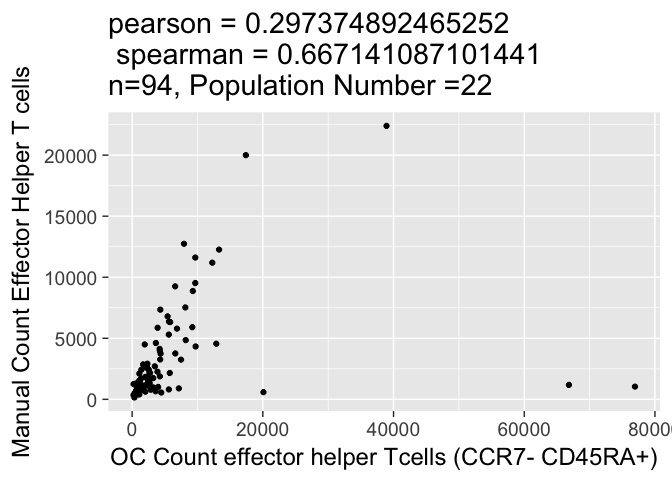 pearson = 0.297374892465252
spearman = 0.667141087101441
n=94, Population Number =22
Manual Count Effector Helper T cells
20000
15000
10000
5000
0
0 20000 40000 60000 80000
OC Count effector helper Tcells (CCR7- CD45RA+)